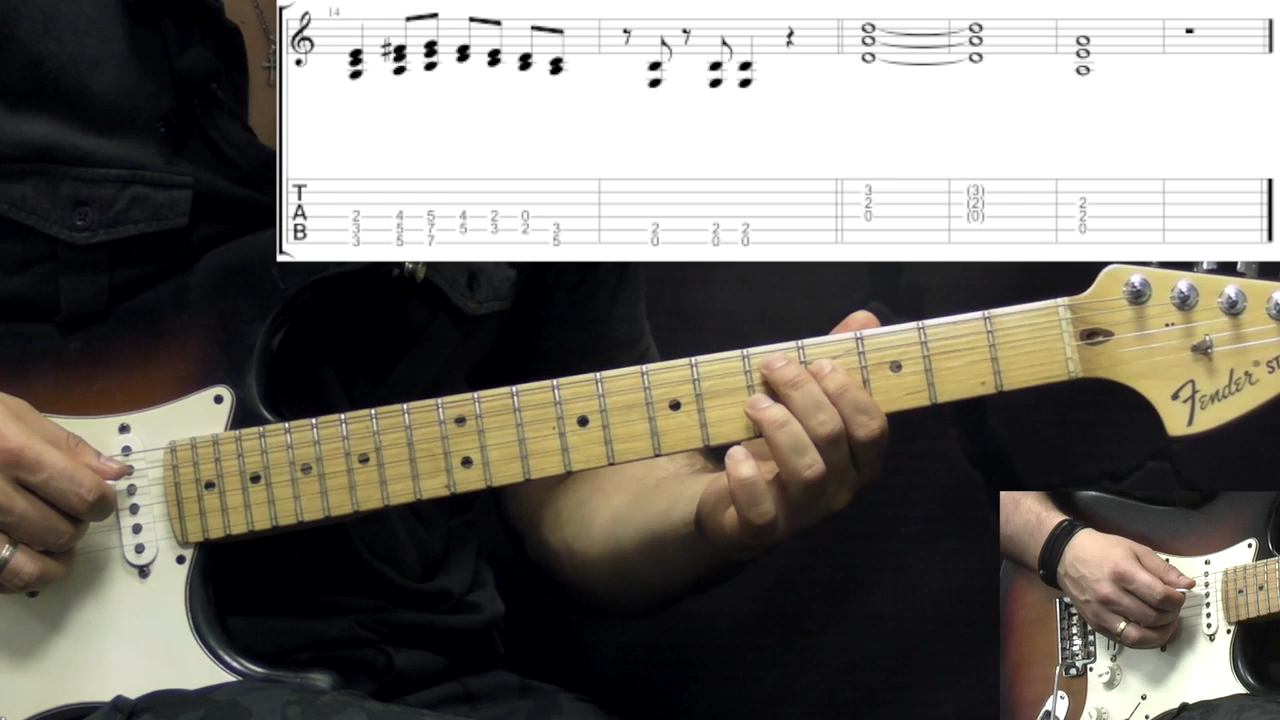 14
T
A
B
3 (3)
2 (2) 2
2 4 5 4 2 0 0 (0) 2
3 5 7 5 3 2 3 2 2 2 0
3 5 7 5 0 0 0
Fender ST